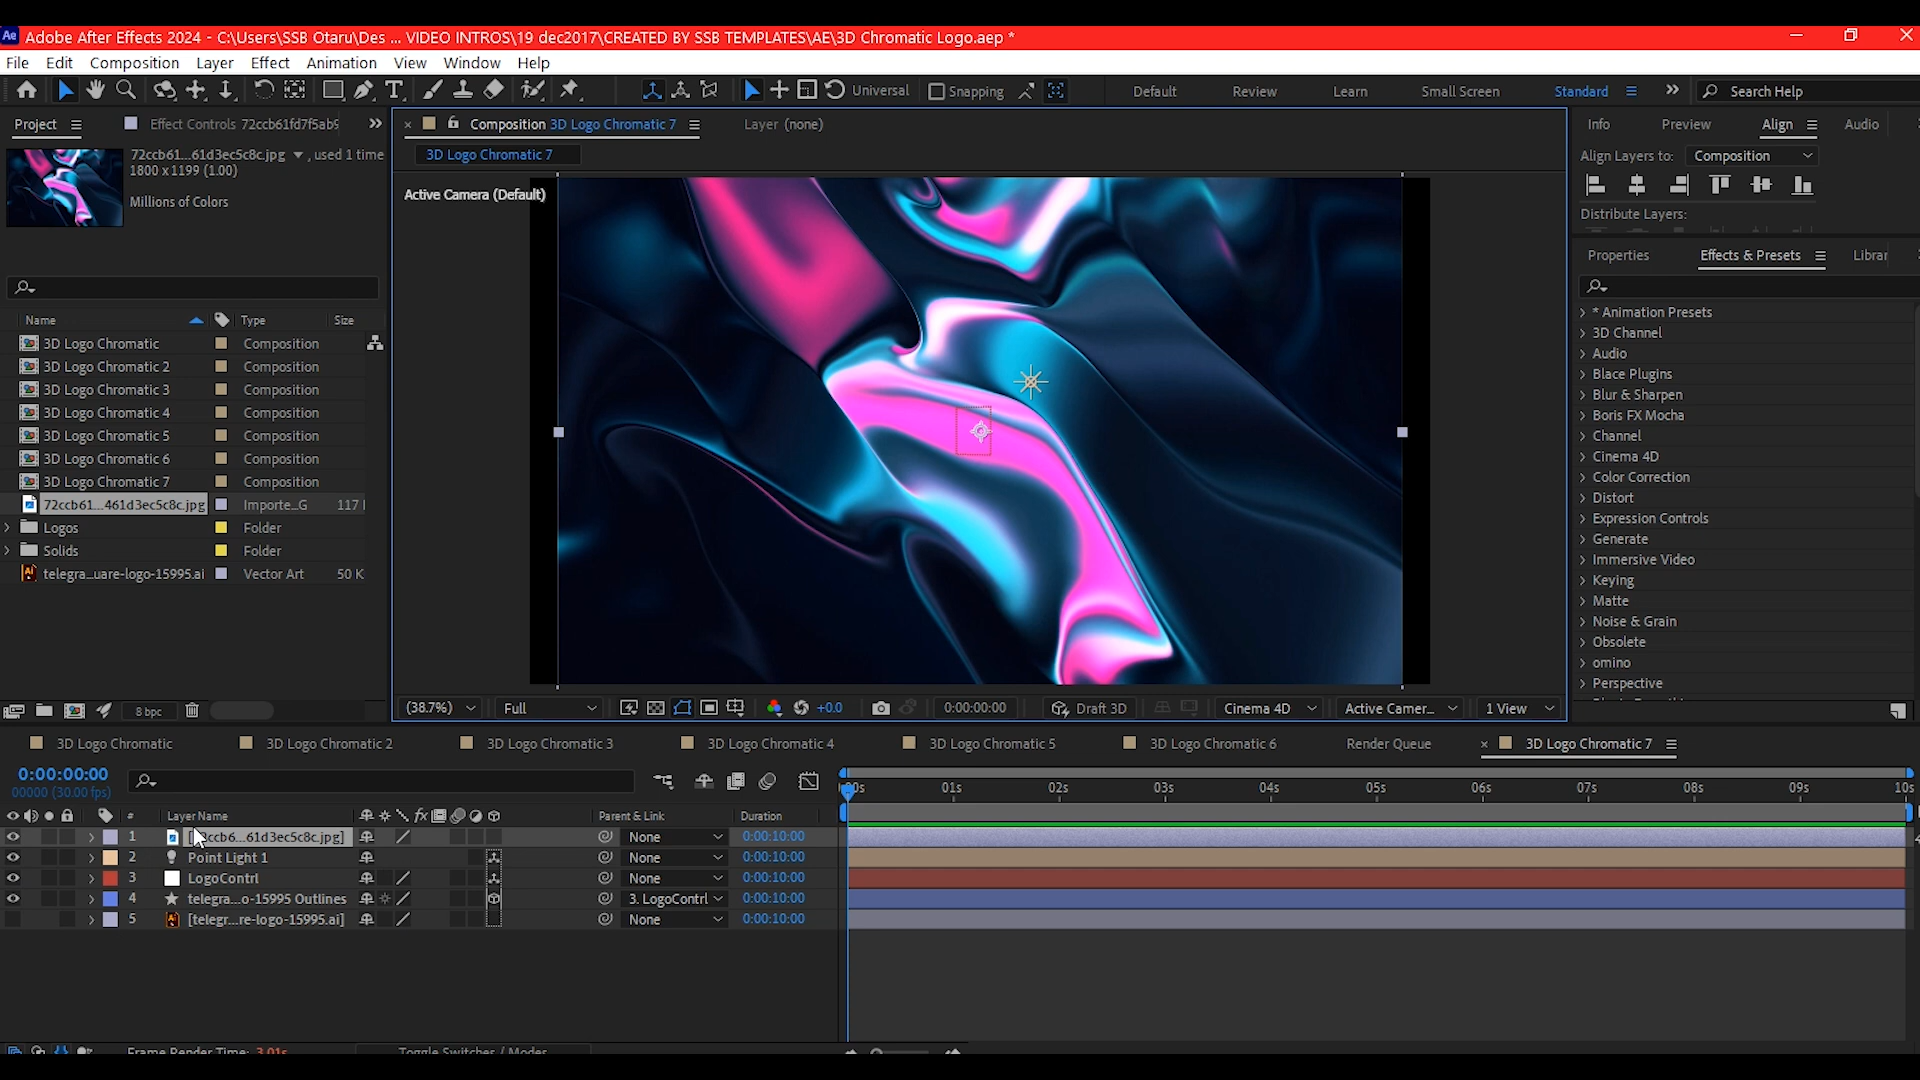 Ae Adobe After Effects 2024 - C:\Users\SSB Otaru\Des ... VIDEO INTROS\19 dec2017\CREATED BY SSB TEMPLATES\AE\3D Chromatic Logo.aep *
File Edit Composition Layer Effect Animation View Window Help
Universal Snapping Default Review Learn Small Screen Standard Search Help
Project Effect Controls 72ccb61fd7f5ab9
72ccb61...61d3ec5c8c.jpg , used 1 time
1800 x 1199 (1.00)
Millions of Colors
Name Type Size
3D Logo Chromatic Composition
3D Logo Chromatic 2 Composition
3D Logo Chromatic 3 Composition
3D Logo Chromatic 4 Composition
3D Logo Chromatic 5 Composition
3D Logo Chromatic 6 Composition
3D Logo Chromatic 7 Composition
72ccb61...461d3ec5c8c.jpg Importe...G 117
Logos Folder
Solids Folder
telegra...uare-logo-15995.ai Vector Art 50 K
8 bpc
Composition 3D Logo Chromatic 7 Layer (none)
3D Logo Chromatic 7
Active Camera (Default)
(38.7%) Full +0.0 0:00:00:00 Draft 3D Cinema 4D Active Camer... 1 View
Info Preview Align Audio
Align Layers to: Composition
Distribute Layers:
Properties Effects & Presets Librar
* Animation Presets
3D Channel
Audio
Blace Plugins
Blur & Sharpen
Boris FX Mocha
Channel
Cinema 4D
Color Correction
Distort
Expression Controls
Generate
Immersive Video
Keying
Matte
Noise & Grain
Obsolete
omino
Perspective
3D Logo Chromatic 3D Logo Chromatic 2 3D Logo Chromatic 3 3D Logo Chromatic 4 3D Logo Chromatic 5 3D Logo Chromatic 6 Render Queue 3D Logo Chromatic 7
0:00:00:00
00000 (30.00 fps)
01s 02s 03s 04s 05s 06s 07s 08s 09s 10s
# Layer Name fx Parent & Link Duration
1 ccb6...61d3ec5c8c.jpg] None 0:00:10:00
2 Point Light 1 None 0:00:10:00
3 LogoContrl None 0:00:10:00
4 telegra...o-15995 Outlines 3. LogoContrl 0:00:10:00
5 [telegr...re-logo-15995.ai] None 0:00:10:00
Frame Render Time: 3.01s Toggle Switches / Modes